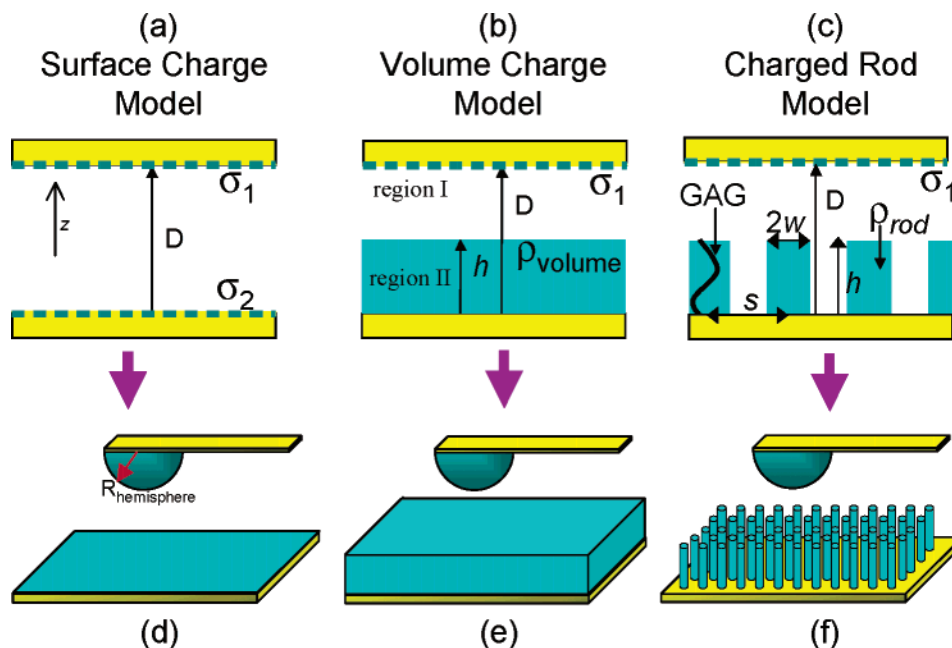 (a)
Surface Charge
Model
σ1
z
D
σ2
(b)
Volume Charge
Model
region I
σ1
D
region II
h
ρvolume
(c)
Charged Rod
Model
σ1
GAG
D
2w
ρrod
h
s
Rhemisphere
(d)
(e)
(f)